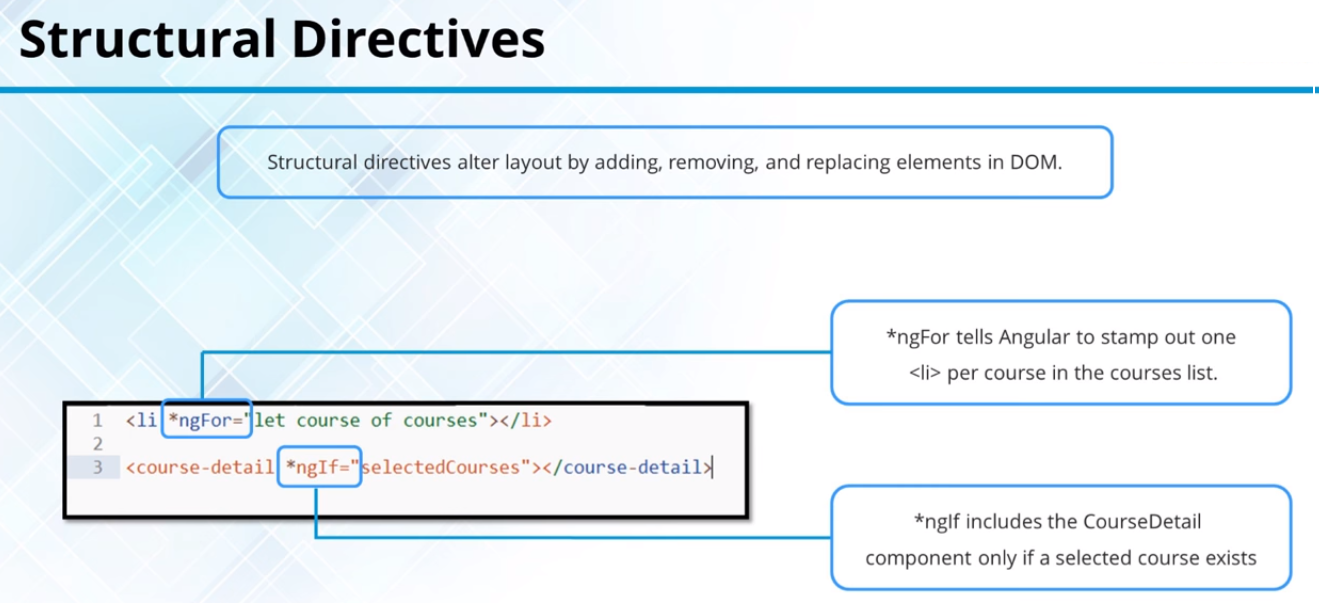 Structural Directives
Structural directives alter layout by adding, removing, and replacing elements in DOM.
*ngFor tells Angular to stamp out one
<li> per course in the courses list.
1 <li *ngFor="let course of courses"></li>
2
3 <course-detail *ngIf="selectedCourses"></course-detail>
*ngIf includes the CourseDetail
component only if a selected course exists